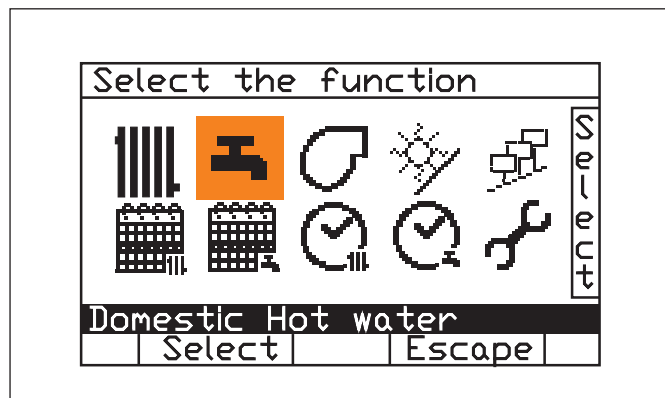 Select the function
Select
Domestic Hot water
Select Escape